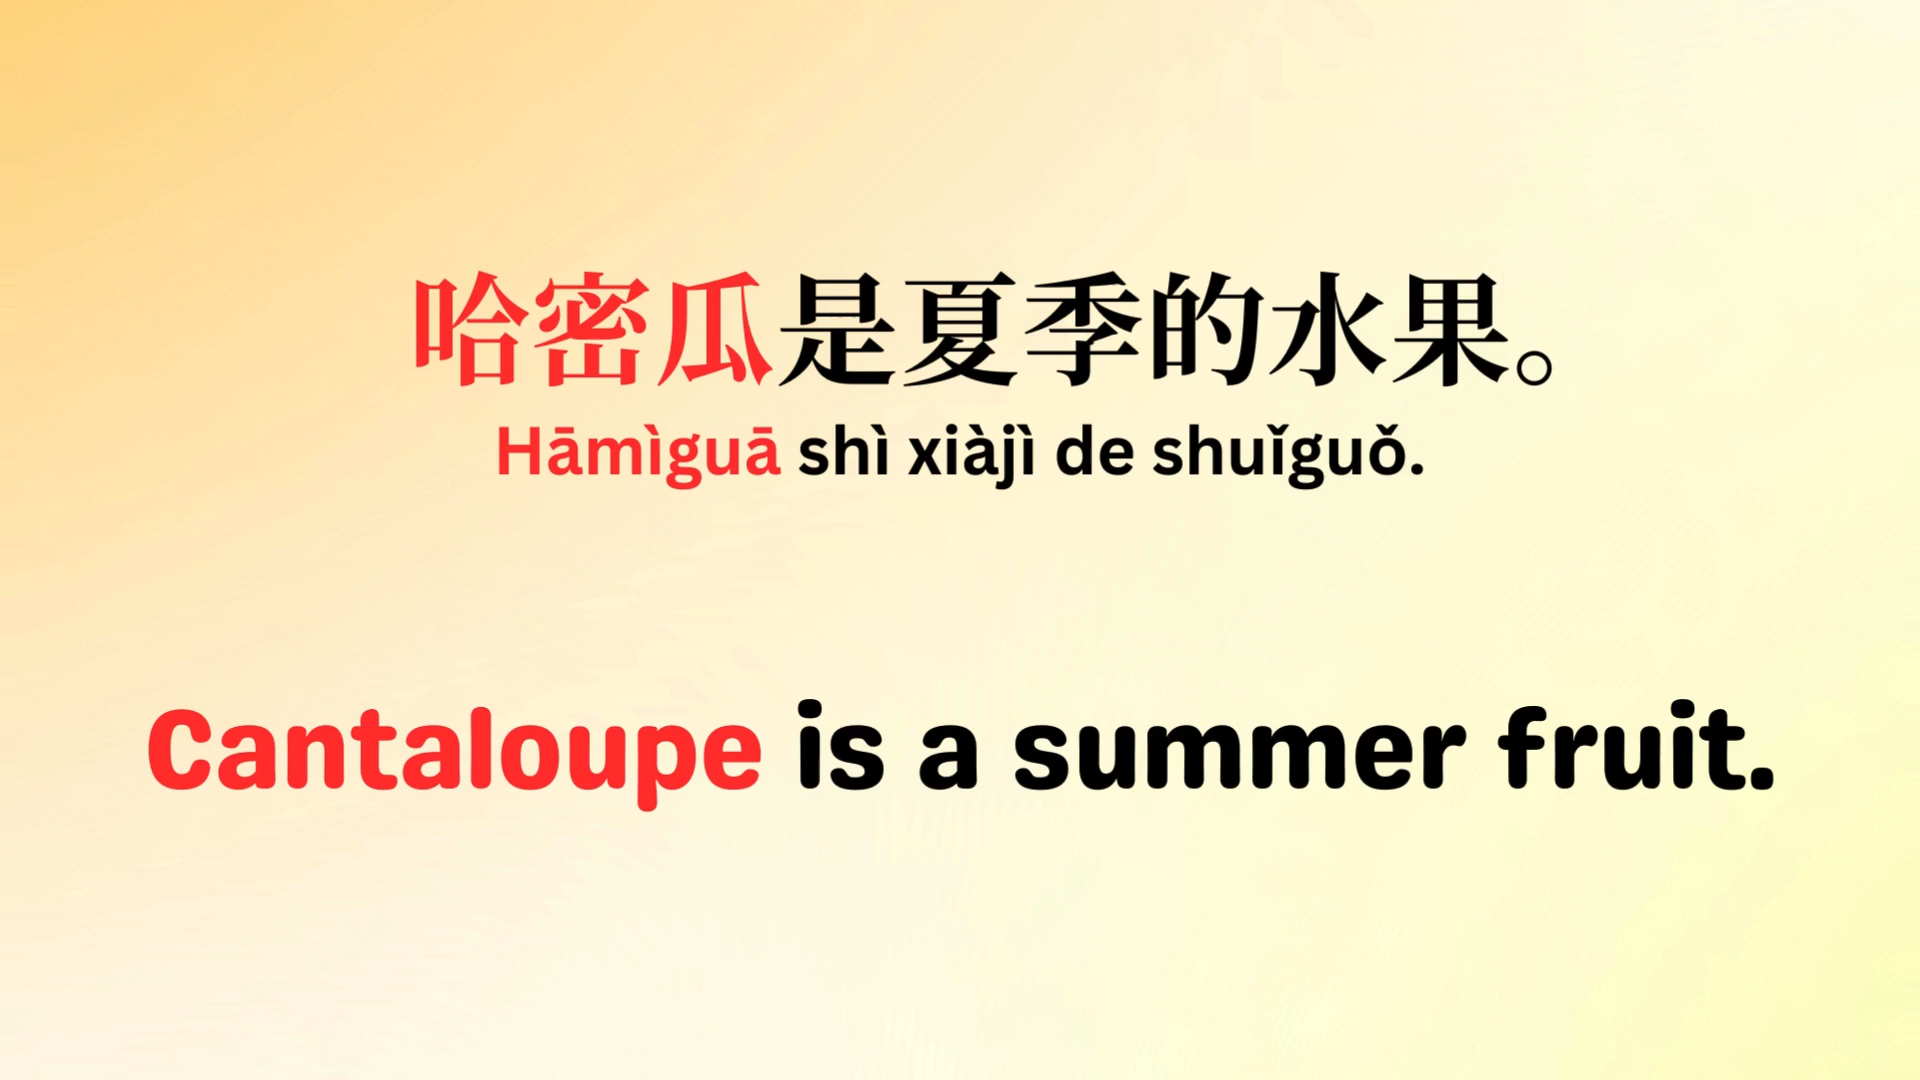 哈密瓜是夏季的水果。
Hāmìguā shì xiàjì de shuǐguǒ.
Cantaloupe is a summer fruit.